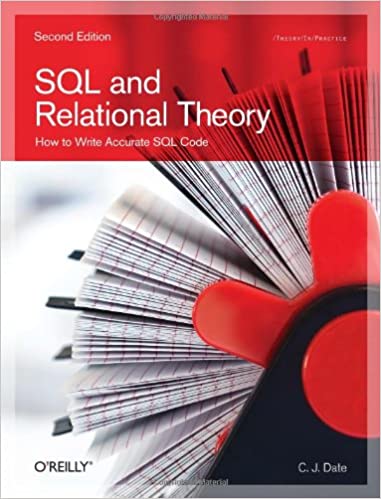 Second Edition
/THEORY/IN/PRACTICE
SQL and
Relational Theory
How to Write Accurate SQL Code
O'REILLY®
C. J. Date